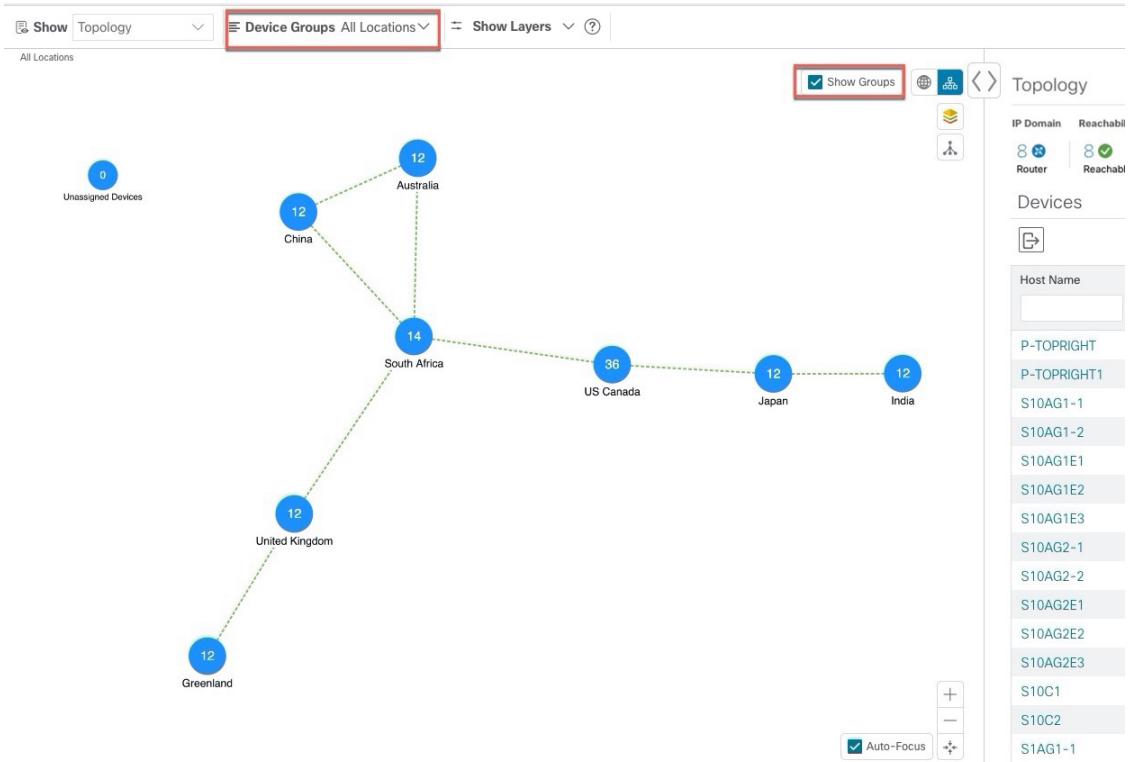 Show Topology Device Groups All Locations Show Layers ?
All Locations
Show Groups
Topology
IP Domain Reachabil
8 8
Router Reachabl
Devices
Host Name
P-TOPRIGHT
P-TOPRIGHT1
S10AG1-1
S10AG1-2
S10AG1E1
S10AG1E2
S10AG1E3
S10AG2-1
S10AG2-2
S10AG2E1
S10AG2E2
S10AG2E3
S10C1
S10C2
S1AG1-1
0
Unassigned Devices
12
Australia
12
China
14
South Africa
36
US Canada
12
Japan
12
India
12
United Kingdom
12
Greenland
Auto-Focus